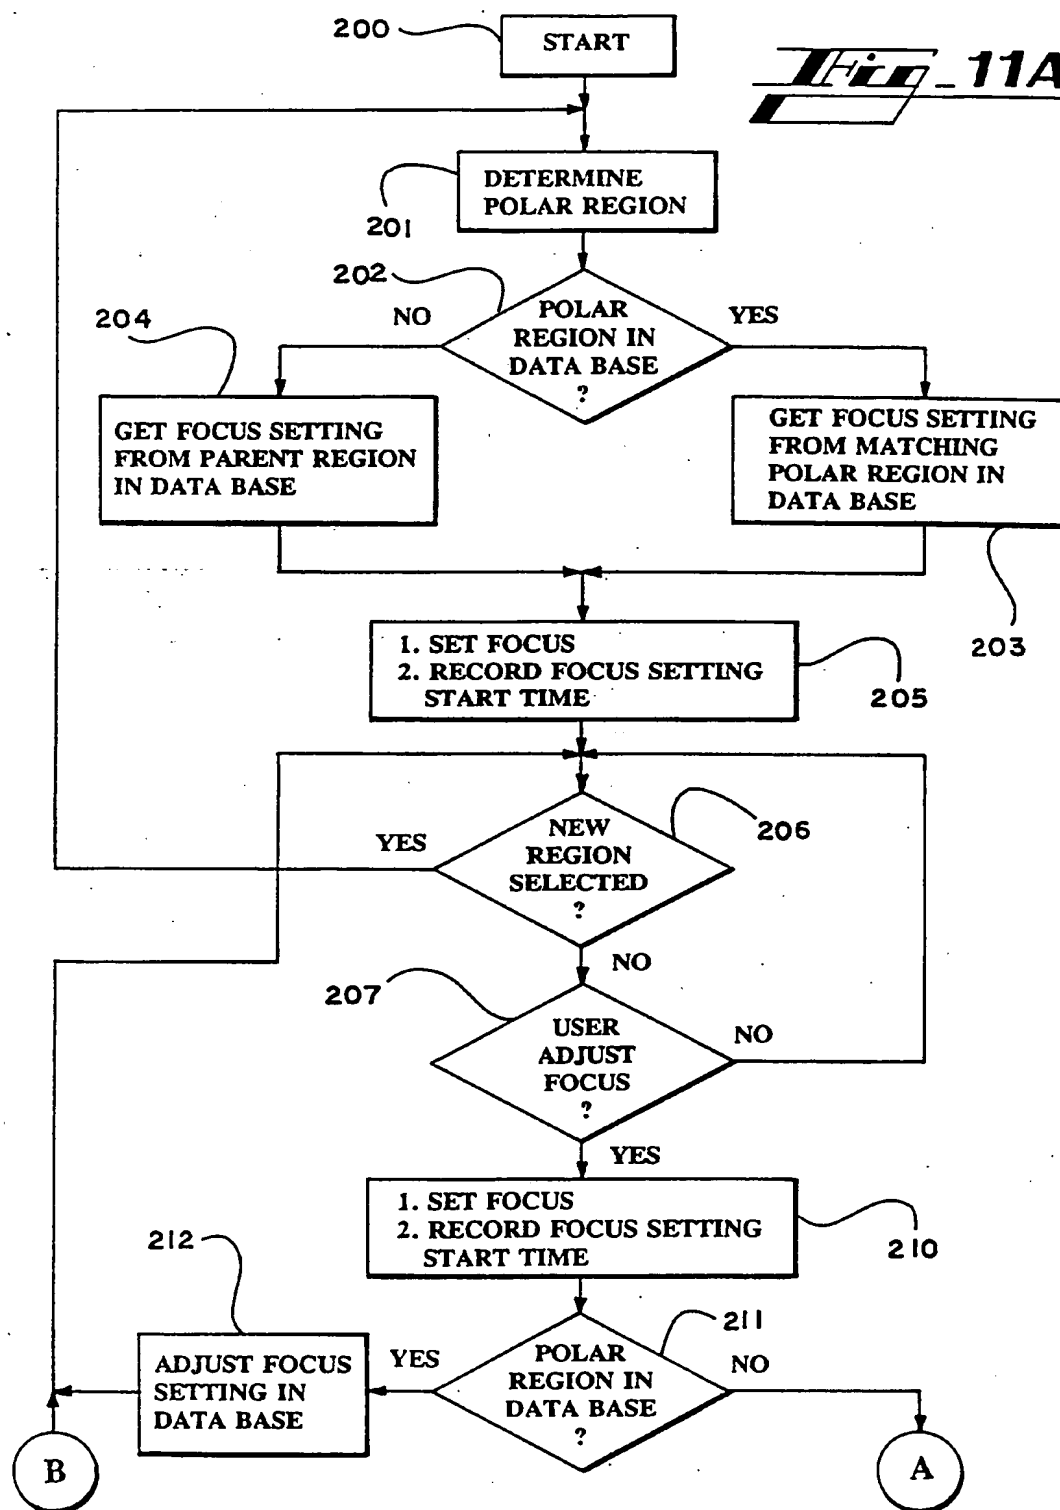 200
START
Fig_11A
DETERMINE
POLAR REGION
201
202
NO
POLAR
REGION IN
DATA BASE
?
YES
204
GET FOCUS SETTING
FROM PARENT REGION
IN DATA BASE
GET FOCUS SETTING
FROM MATCHING
POLAR REGION IN
DATA BASE
203
1. SET FOCUS
2. RECORD FOCUS SETTING
START TIME
205
YES
NEW
REGION
SELECTED
?
206
NO
207
USER
ADJUST
FOCUS
?
NO
YES
1. SET FOCUS
2. RECORD FOCUS SETTING
START TIME
210
212
ADJUST FOCUS
SETTING IN
DATA BASE
YES
POLAR
REGION IN
DATA BASE
?
211
NO
B
A